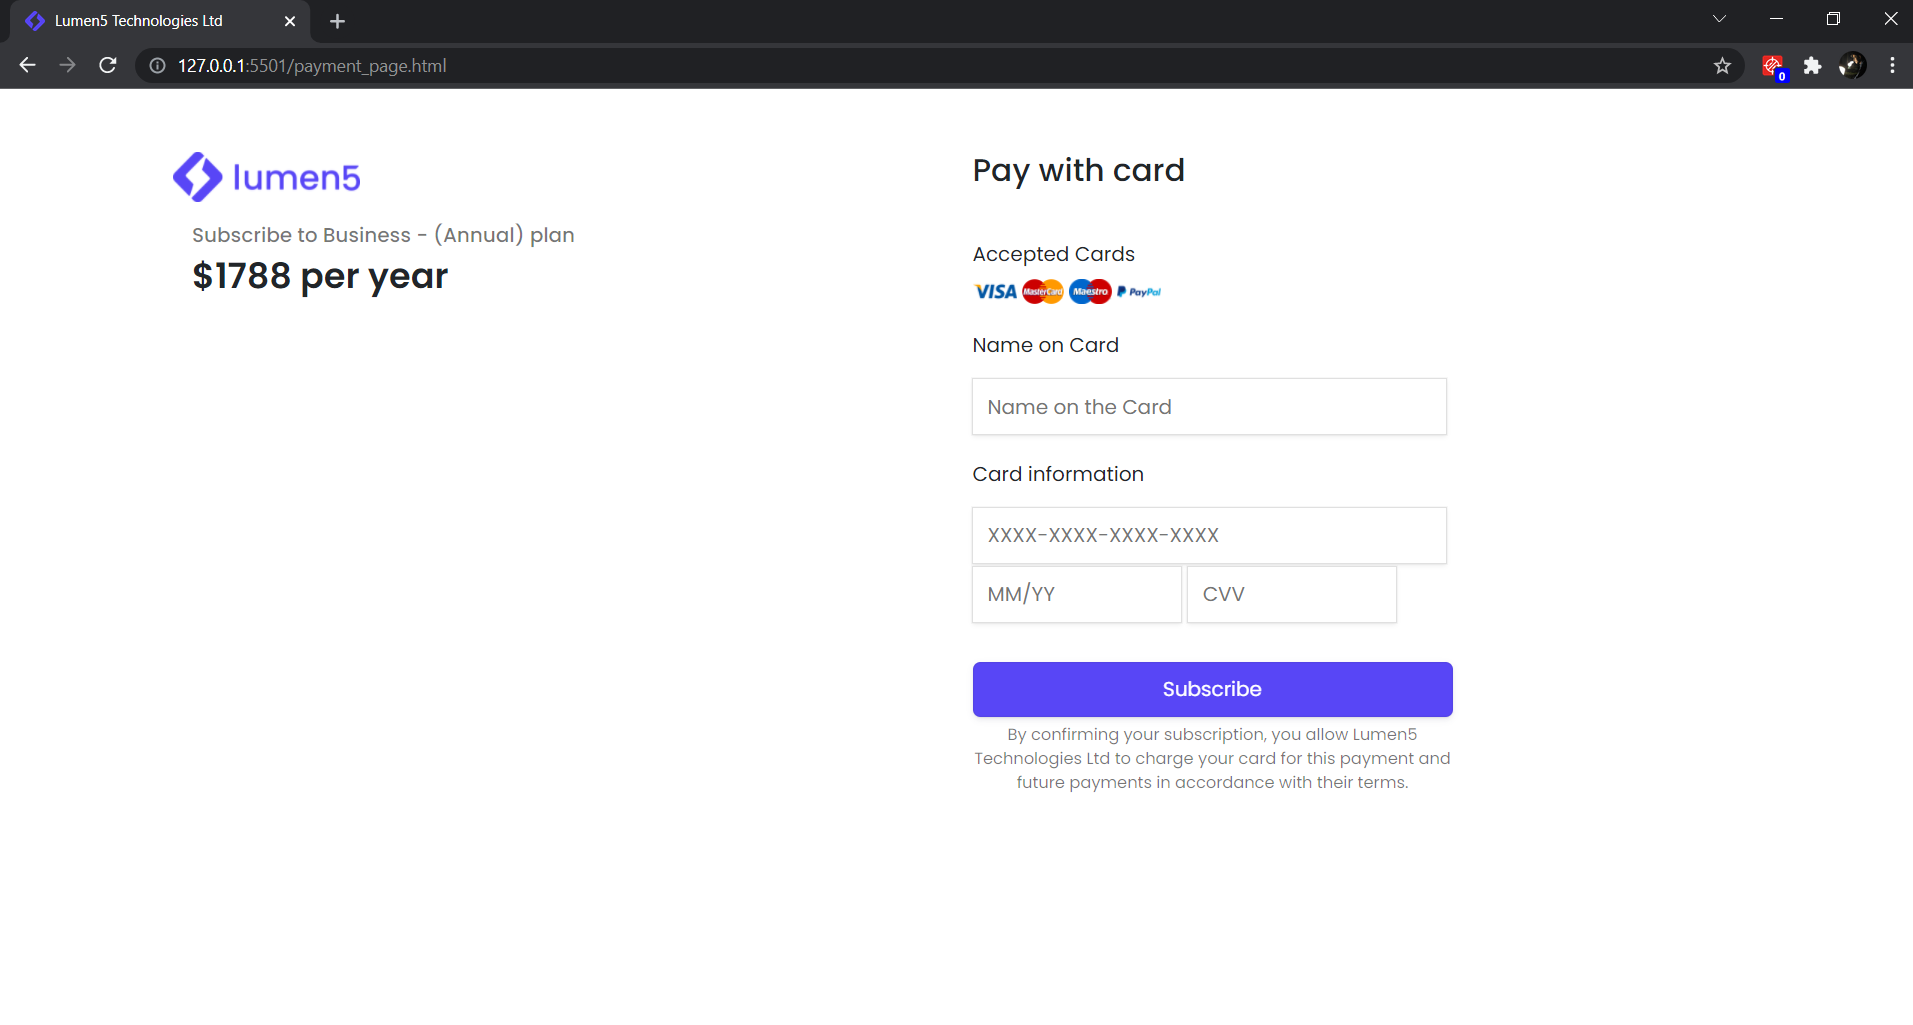 Lumen5 Technologies Ltd
127.0.0.1:5501/payment_page.html
0
lumen5
Subscribe to Business - (Annual) plan
$1788 per year
Pay with card
Accepted Cards
VISA MasterCard Maestro PayPal
Name on Card
Name on the Card
Card information
XXXX-XXXX-XXXX-XXXX
MM/YY CVV
Subscribe
By confirming your subscription, you allow Lumen5
Technologies Ltd to charge your card for this payment and
future payments in accordance with their terms.